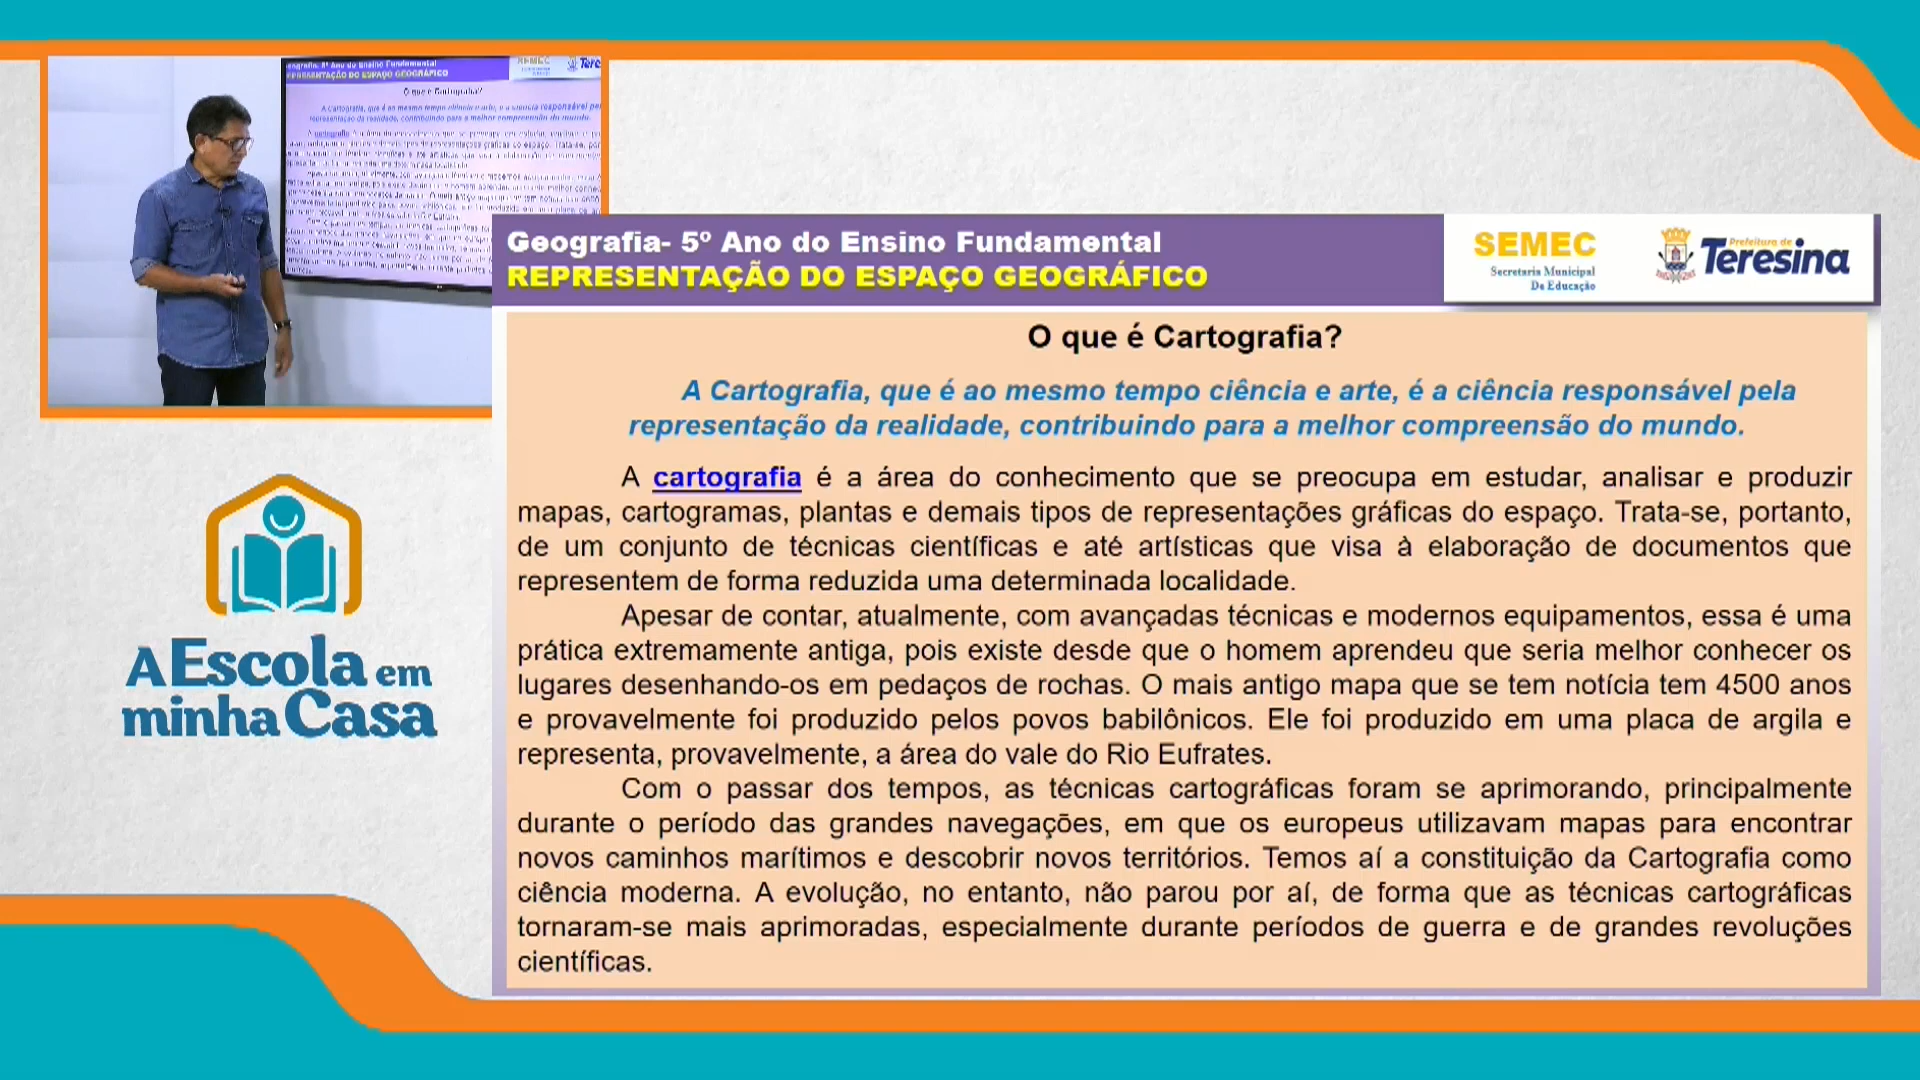 Geografia- 5º Ano do Ensino Fundamental
REPRESENTAÇÃO DO ESPAÇO GEOGRÁFICO
SEMEC
Secretaria Municipal
Da Educação
Prefeitura de
Teresina
O que é Cartografia?
A Cartografia, que é ao mesmo tempo ciência e arte, é a ciência responsável pela
representação da realidade, contribuindo para a melhor compreensão do mundo.
A cartografia é a área do conhecimento que se preocupa em estudar, analisar e produzir
mapas, cartogramas, plantas e demais tipos de representações gráficas do espaço. Trata-se, portanto,
de um conjunto de técnicas científicas e até artísticas que visa à elaboração de documentos que
representem de forma reduzida uma determinada localidade.
Apesar de contar, atualmente, com avançadas técnicas e modernos equipamentos, essa é uma
prática extremamente antiga, pois existe desde que o homem aprendeu que seria melhor conhecer os
lugares desenhando-os em pedaços de rochas. O mais antigo mapa que se tem notícia tem 4500 anos
e provavelmente foi produzido pelos povos babilônicos. Ele foi produzido em uma placa de argila e
representa, provavelmente, a área do vale do Rio Eufrates.
Com o passar dos tempos, as técnicas cartográficas foram se aprimorando, principalmente
durante o período das grandes navegações, em que os europeus utilizavam mapas para encontrar
novos caminhos marítimos e descobrir novos territórios. Temos aí a constituição da Cartografia como
ciência moderna. A evolução, no entanto, não parou por aí, de forma que as técnicas cartográficas
tornaram-se mais aprimoradas, especialmente durante períodos de guerra e de grandes revoluções
científicas.
A Escola em
minha Casa